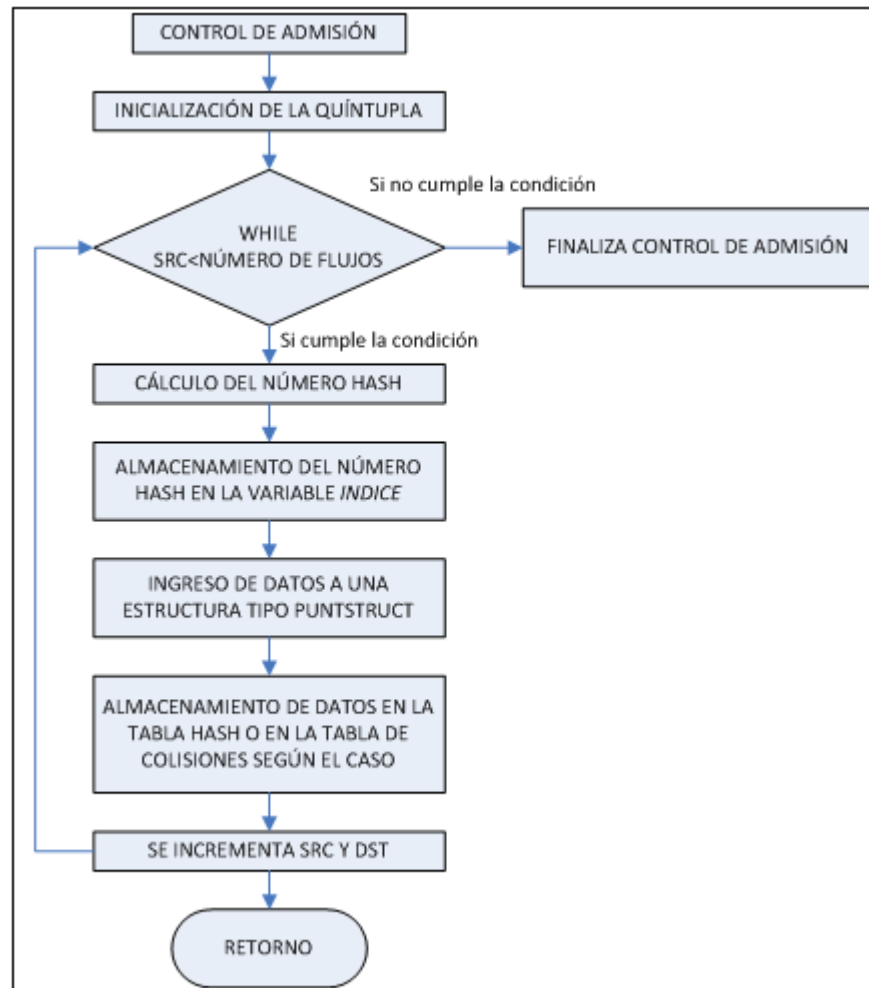 CONTROL DE ADMISIÓN
INICIALIZACIÓN DE LA QUÍNTUPLA
Si no cumple la condición
WHILE
SRC<NÚMERO DE FLUJOS
FINALIZA CONTROL DE ADMISIÓN
Si cumple la condición
CÁLCULO DEL NÚMERO HASH
ALMACENAMIENTO DEL NÚMERO
HASH EN LA VARIABLE INDICE
INGRESO DE DATOS A UNA
ESTRUCTURA TIPO PUNTSTRUCT
ALMACENAMIENTO DE DATOS EN LA
TABLA HASH O EN LA TABLA DE
COLISIONES SEGÚN EL CASO
SE INCREMENTA SRC Y DST
RETORNO